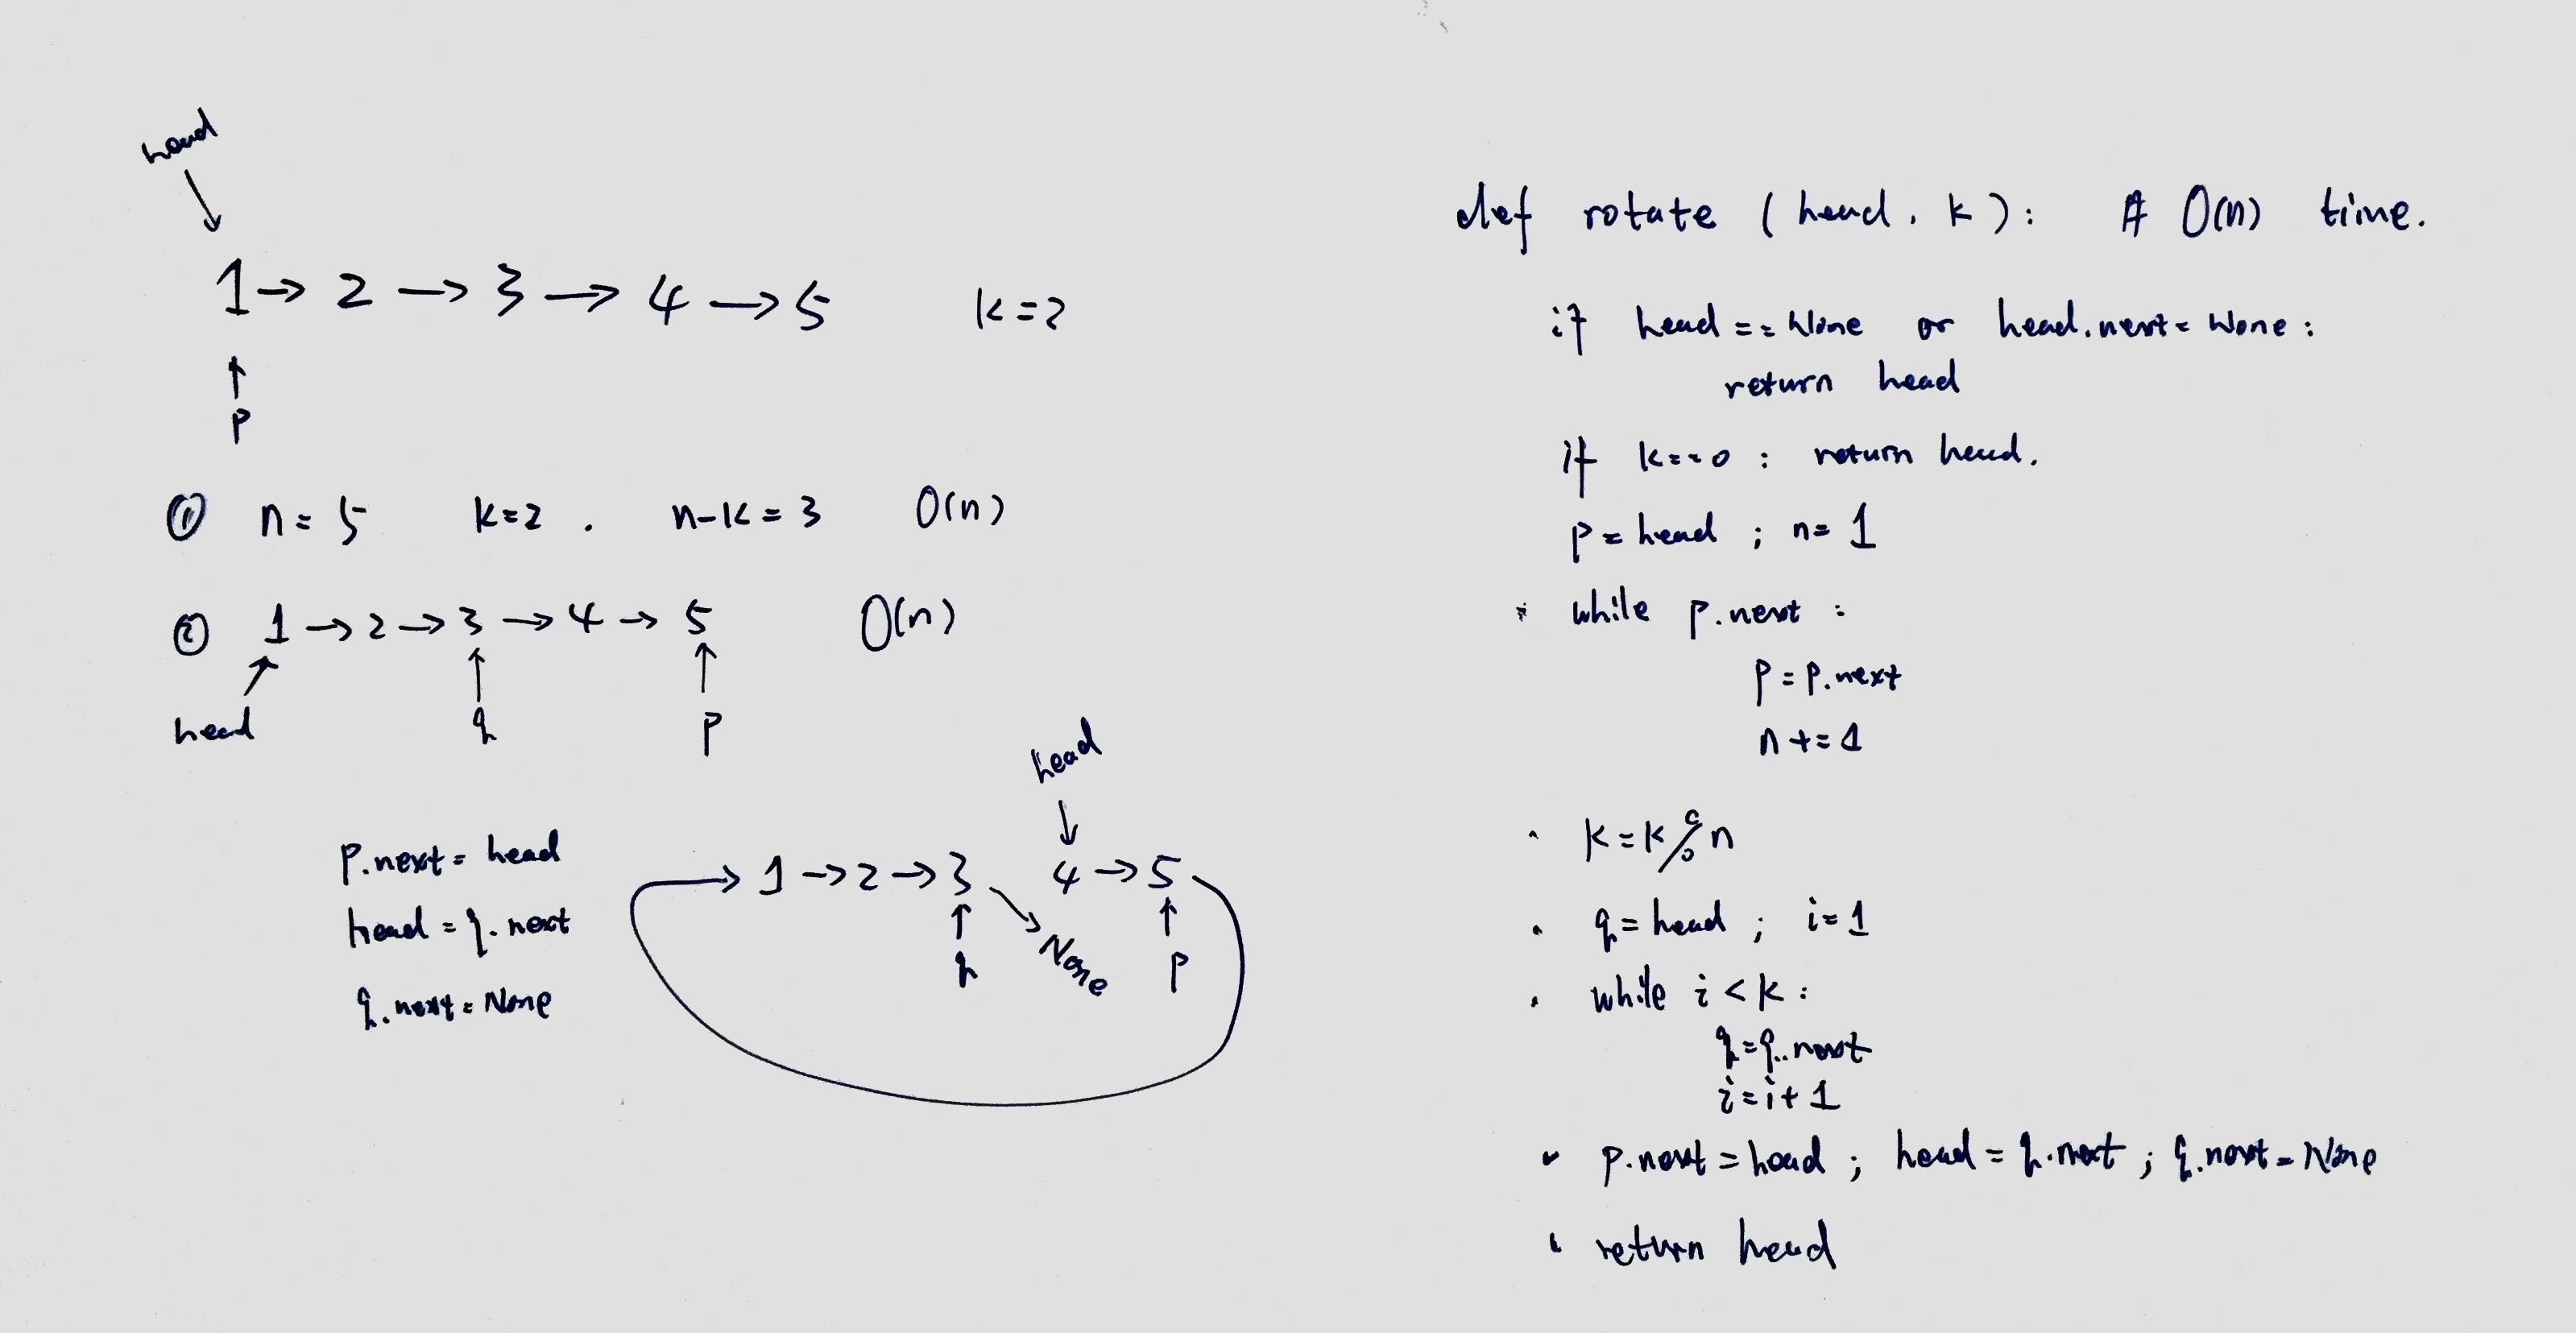 head
1 → 2 → 3 → 4 → 5 k=2
↑
p
① n = 5 k=2 . n-k = 3 O(n)
② 1 → 2 → 3 → 4 → 5 O(n)
head q p
p.next = head
head = q.next
q.next = None
head
1 → 2 → 3 4 → 5
q None p
def rotate (head, k): # O(n) time.
if head == None or head.next = None :
return head
if k==0 : return head.
p = head ; n= 1
while p.next :
p = p.next
n += 1
k = k % n
q = head ; i= 1
while i < k :
q = q.next
i = i + 1
p.next = head ; head = q.next ; q.next = None
return head